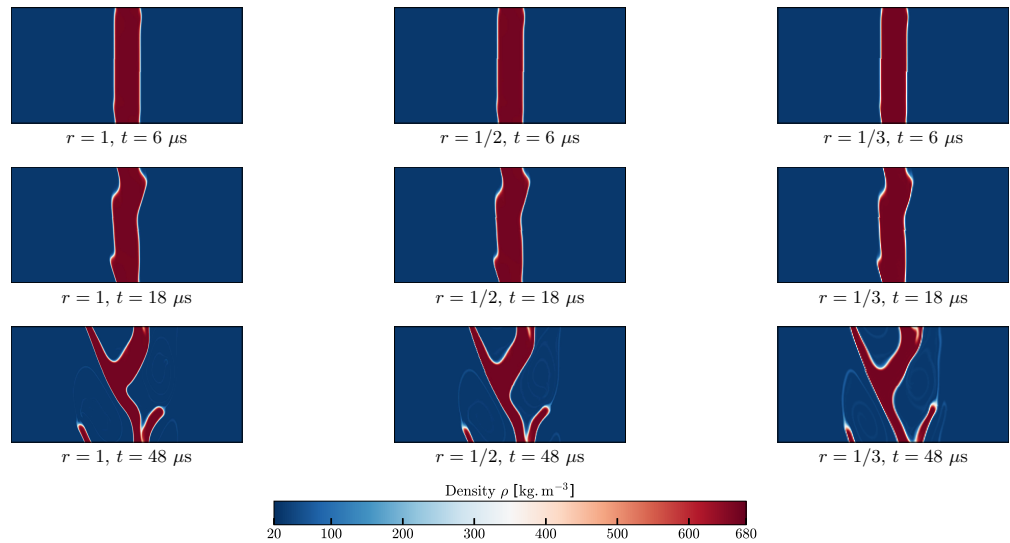 r = 1, t = 6 μs
r = 1/2, t = 6 μs
r = 1/3, t = 6 μs
r = 1, t = 18 μs
r = 1/2, t = 18 μs
r = 1/3, t = 18 μs
r = 1, t = 48 μs
r = 1/2, t = 48 μs
r = 1/3, t = 48 μs
Density ρ [kg.m⁻³]
20 100 200 300 400 500 600 680